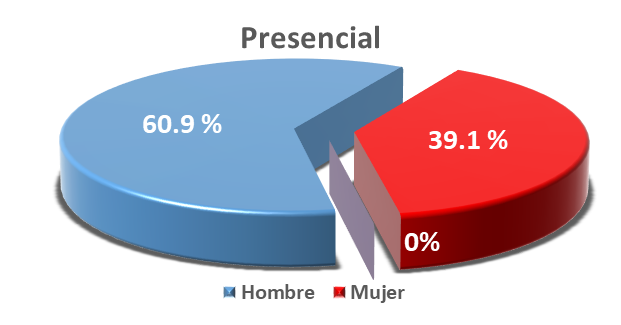 Presencial
60.9 %
39.1 %
0%
Hombre
Mujer